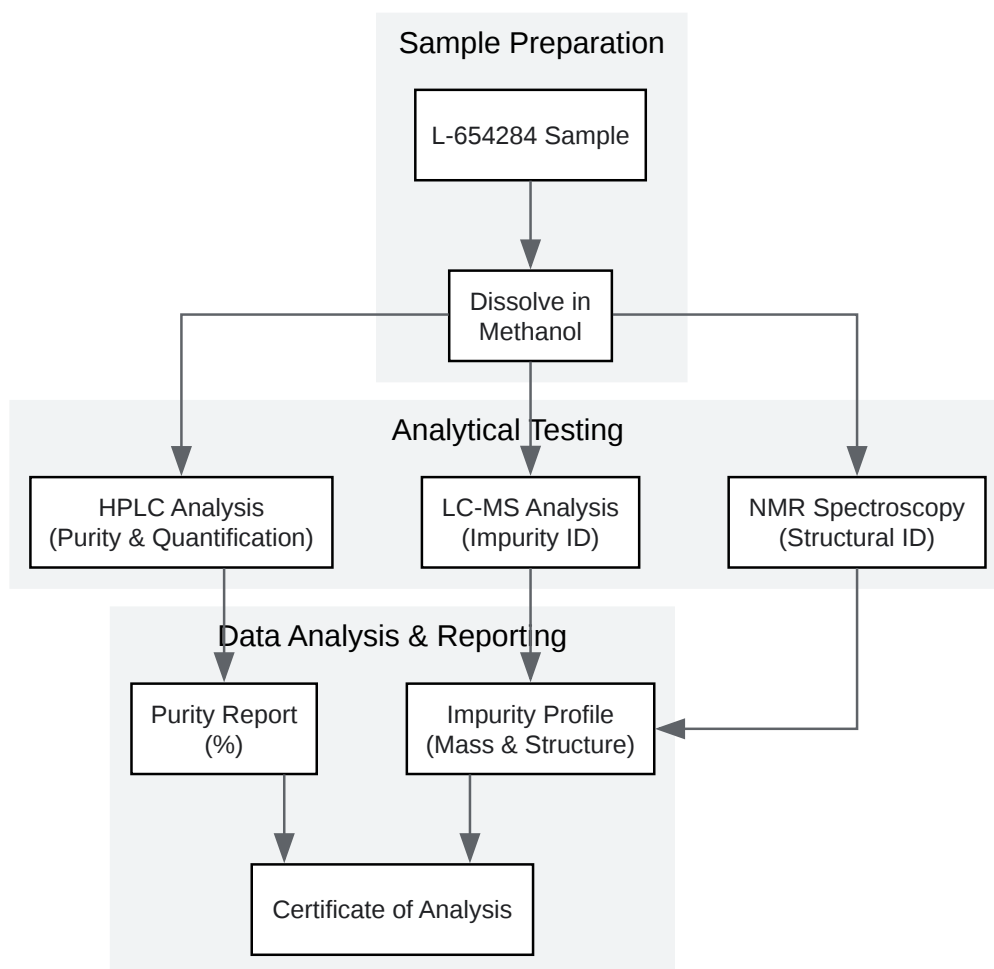 Sample Preparation
L-654284 Sample
Dissolve in
Methanol
Analytical Testing
HPLC Analysis
(Purity & Quantification)
LC-MS Analysis
(Impurity ID)
NMR Spectroscopy
(Structural ID)
Data Analysis & Reporting
Purity Report
(%)
Impurity Profile
(Mass & Structure)
Certificate of Analysis